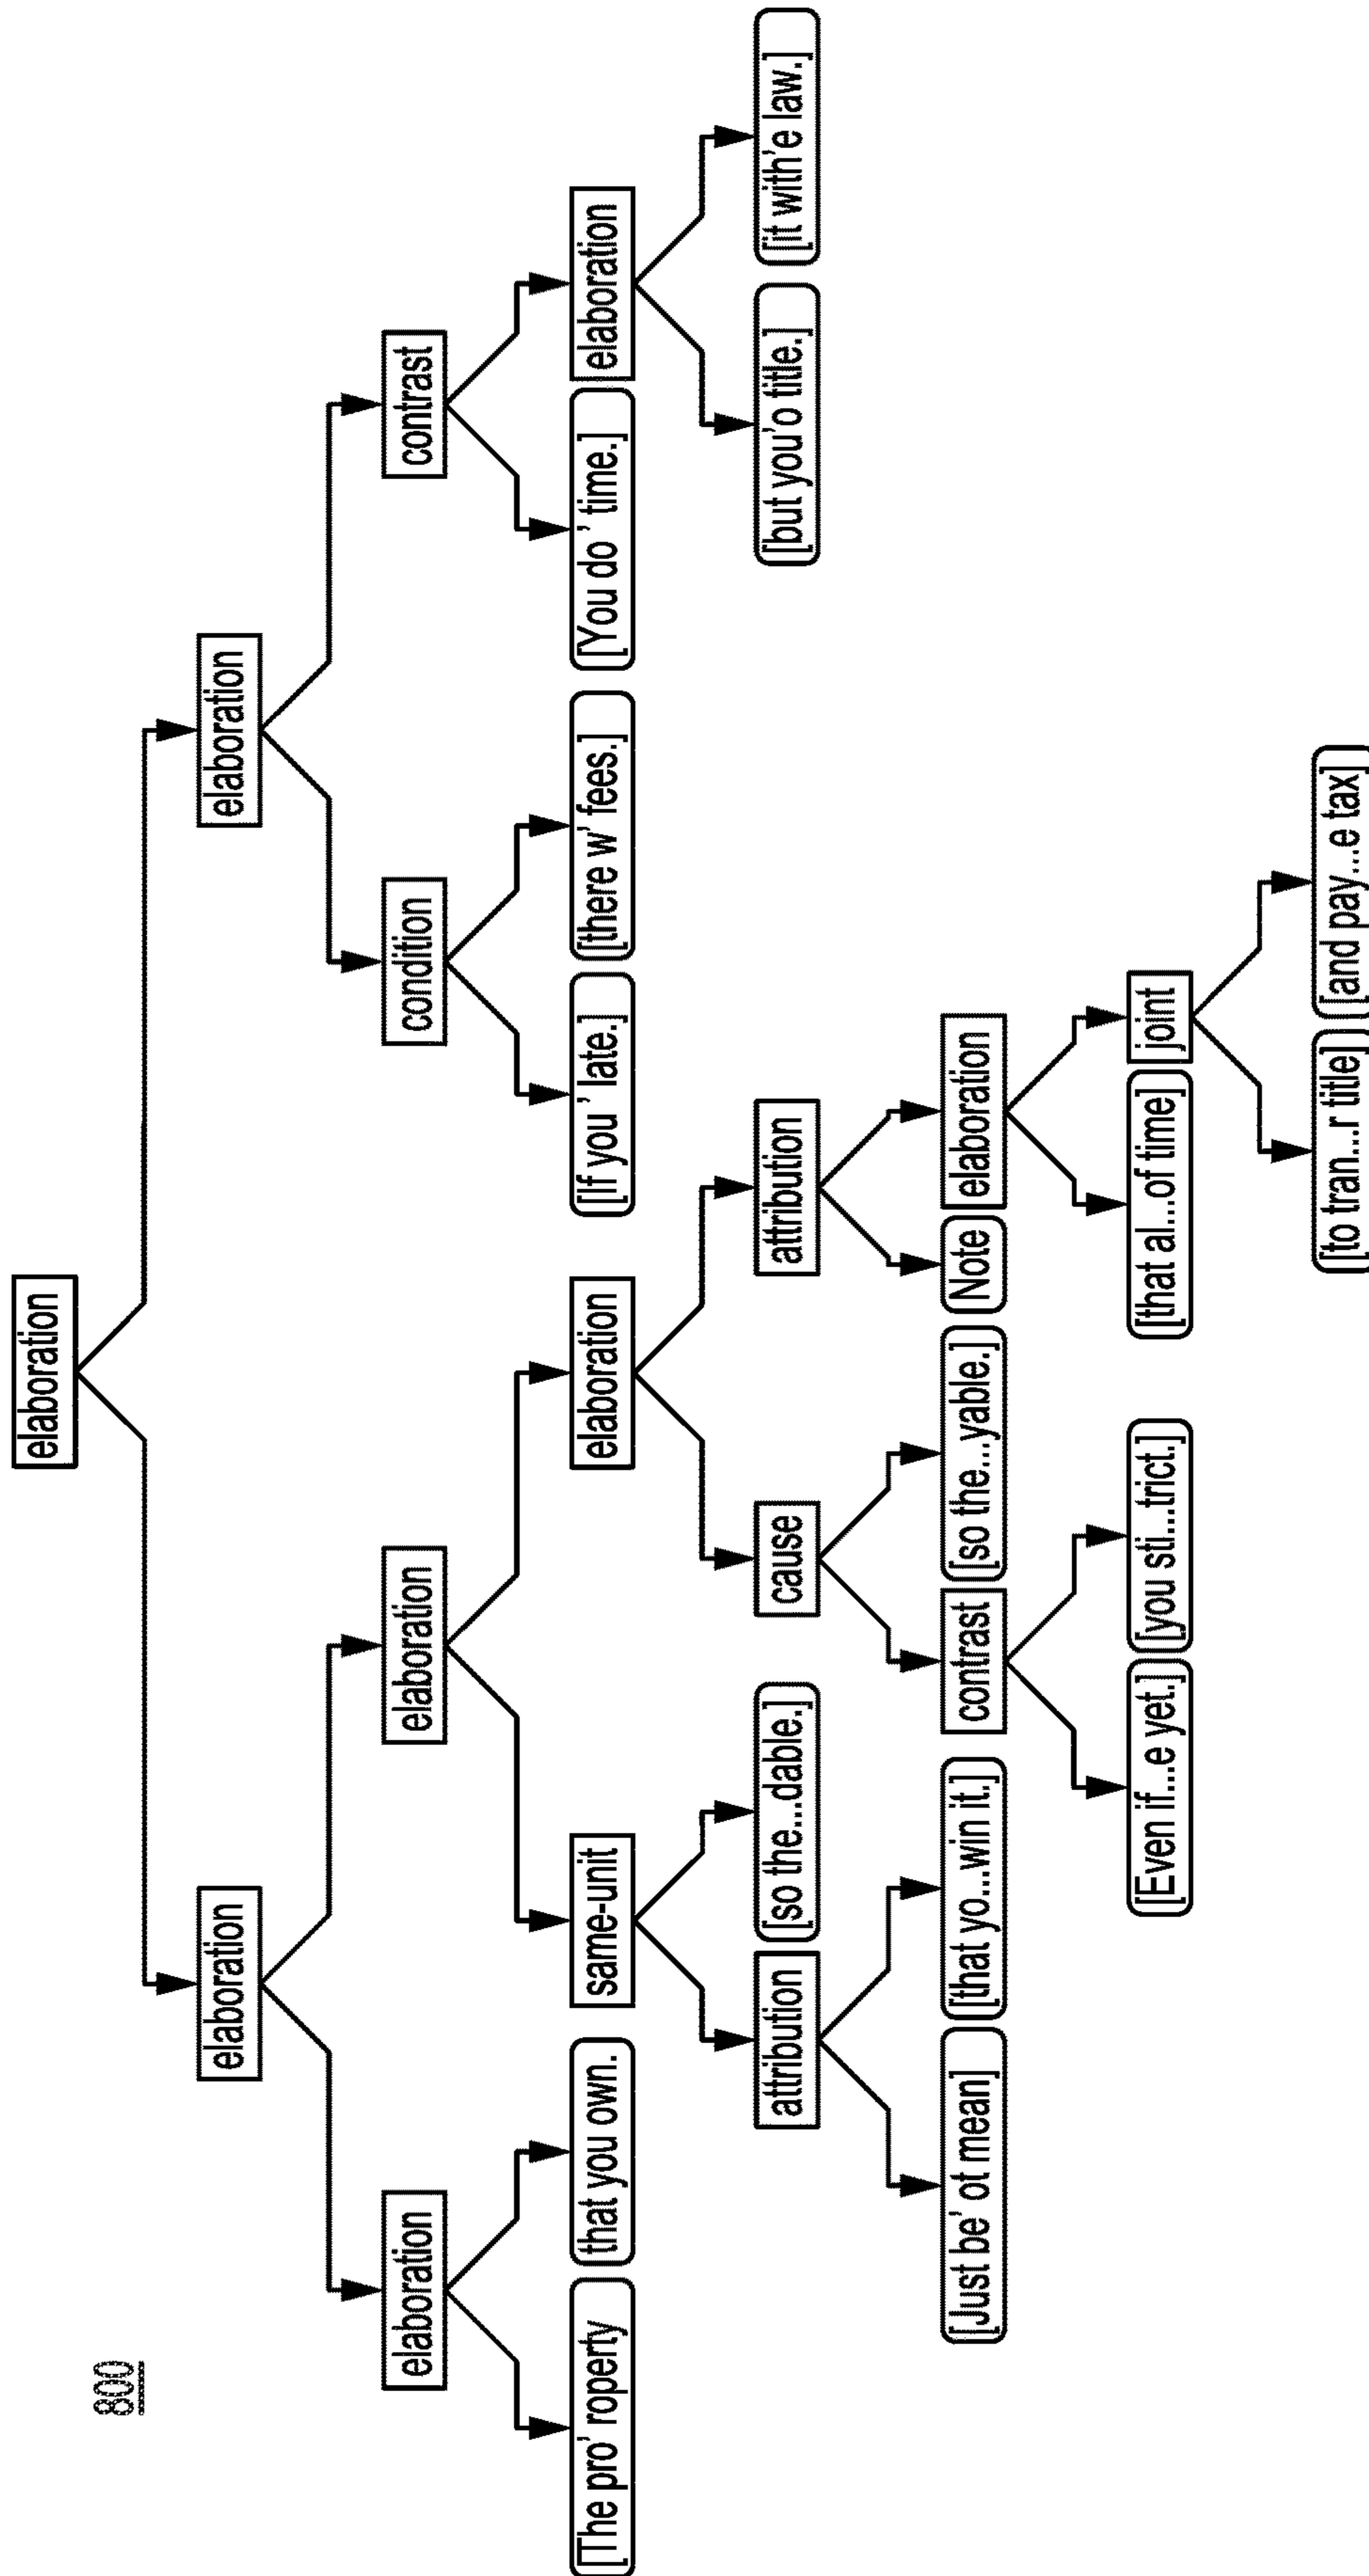 800
elaboration
elaboration
elaboration
elaboration
elaboration
condition
contrast
[The pro' roperty
that you own.
same-unit
elaboration
[If you ' late.]
[there w' fees.]
[You do ' time.]
elaboration
attribution
[so the...dable.]
cause
attribution
[but you'o title.]
[it with'e law.]
[Just be' ot mean]
[that yo...win it.]
contrast
[so the...yable.]
Note
elaboration
[Even if...e yet.]
[you sti...trict.]
[that al...of time]
joint
[to tran...r title]
[and pay...e tax]